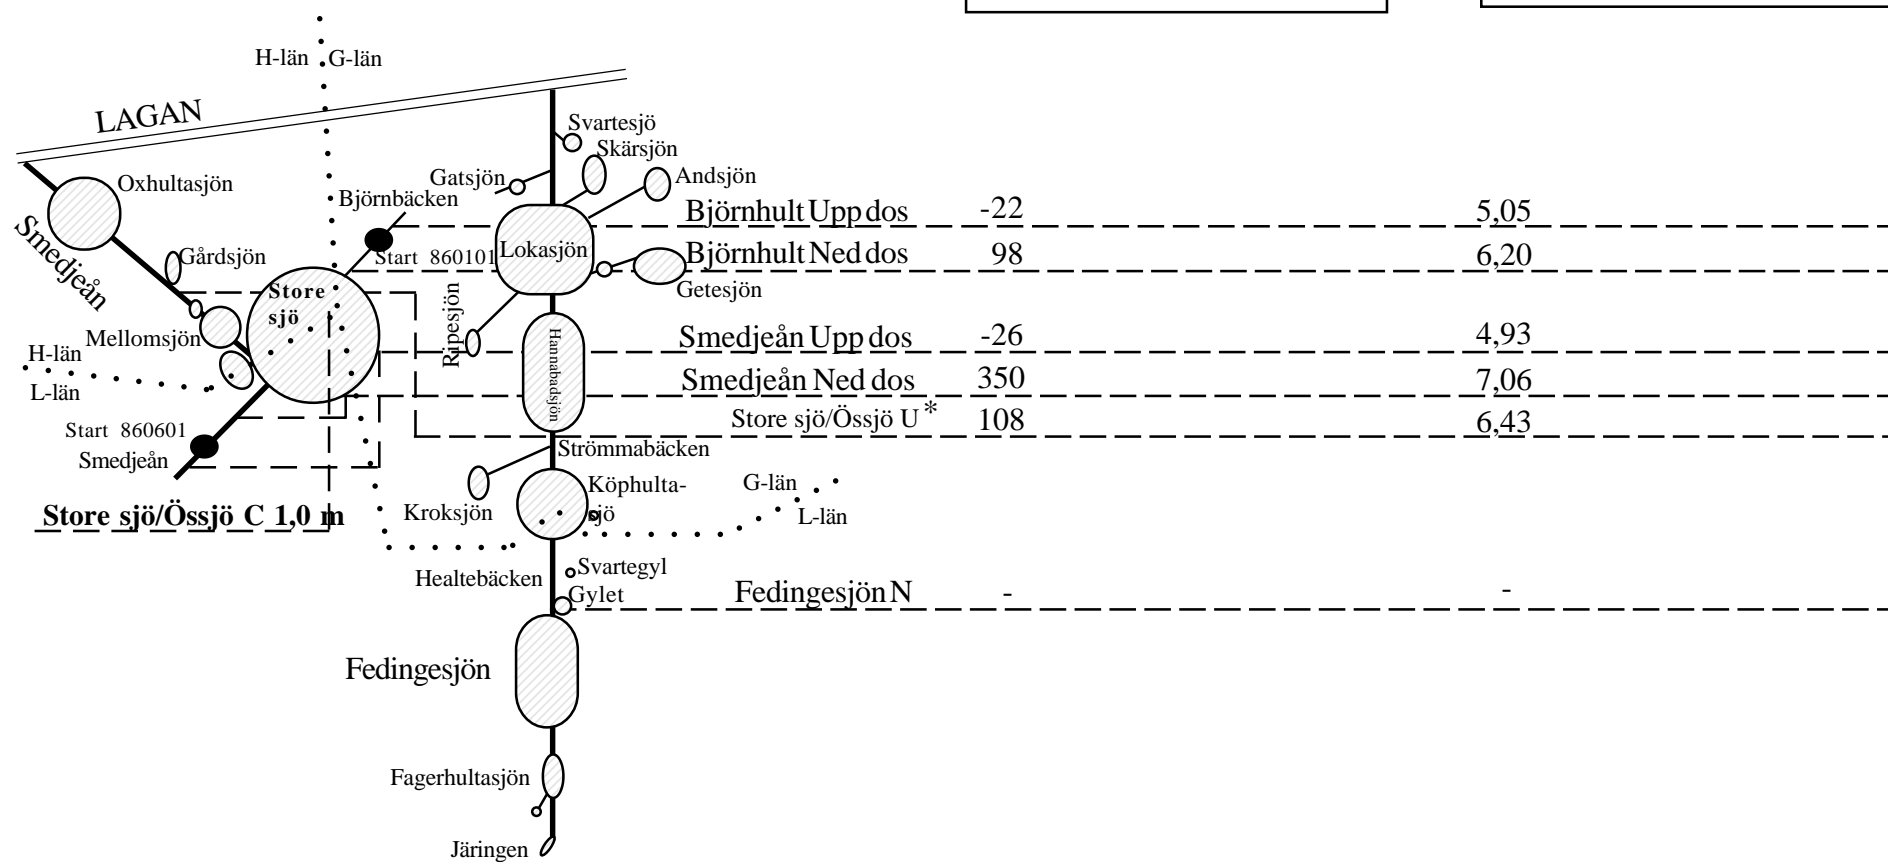 H-län G-län
LAGAN
Svartesjö
Skärsjön
Oxhultasjön
Gatsjön
Andsjön
Björnbäcken
Björnhult Upp dos -22 5,05
Smedjeån
Gårdsjön
Start 860101
Lokasjön
Björnhult Ned dos 98 6,20
Store
sjö
Getesjön
Ripesjön
Mellomsjön
Hannabadsjön
Smedjeån Upp dos -26 4,93
H-län
L-län
Smedjeån Ned dos 350 7,06
Store sjö/Össjö U* 108 6,43
Start 860601
Smedjeån
Strömmabäcken
Köphulta-
sjö
G-län
L-län
Kroksjön
Store sjö/Össjö C 1,0 m
Healtebäcken
Svartegyl
Gylet
Fedingesjön N - -
Fedingesjön
Fagerhultasjön
Järingen